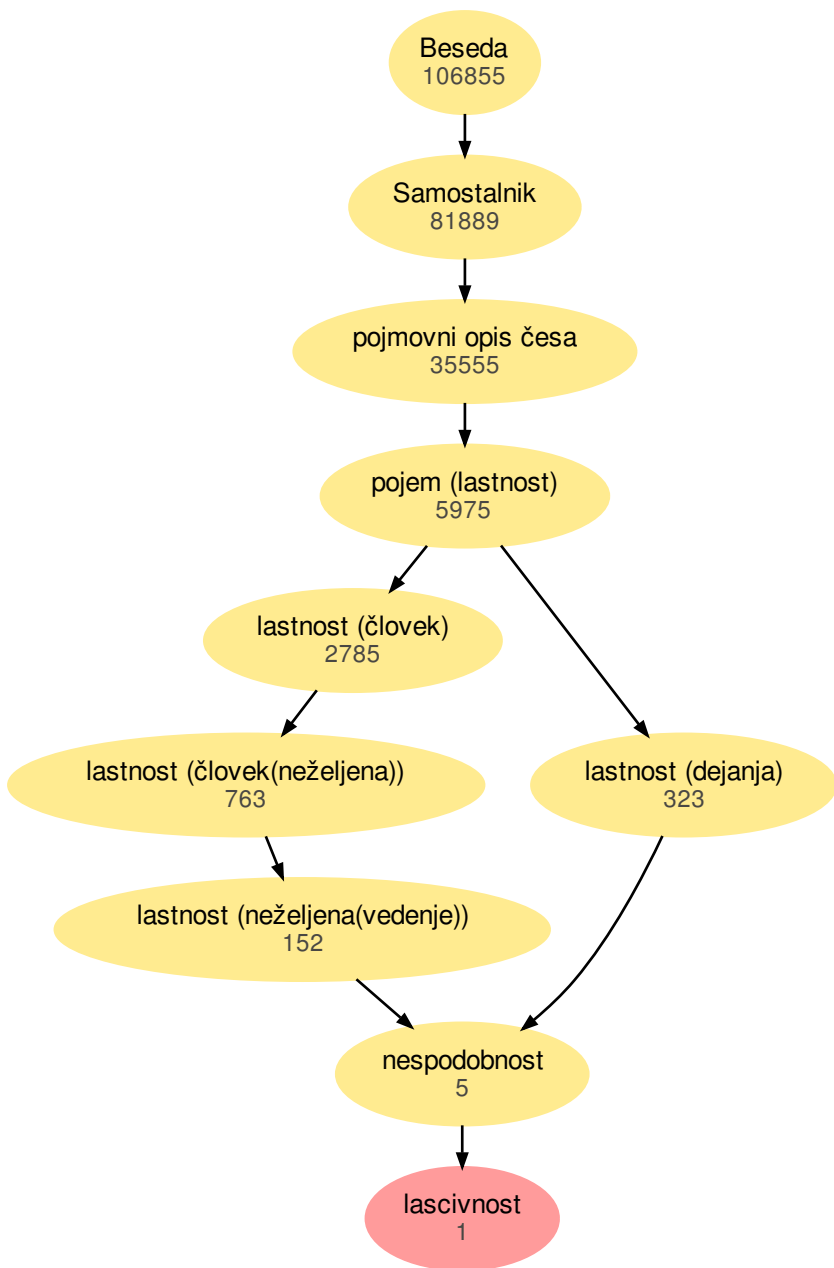 Beseda
106855
Samostalnik
81889
pojmovni opis česa
35555
pojem (lastnost)
5975
lastnost (človek)
2785
lastnost (človek(neželjena))
763
lastnost (dejanja)
323
lastnost (neželjena(vedenje))
152
nespodobnost
5
lascivnost
1